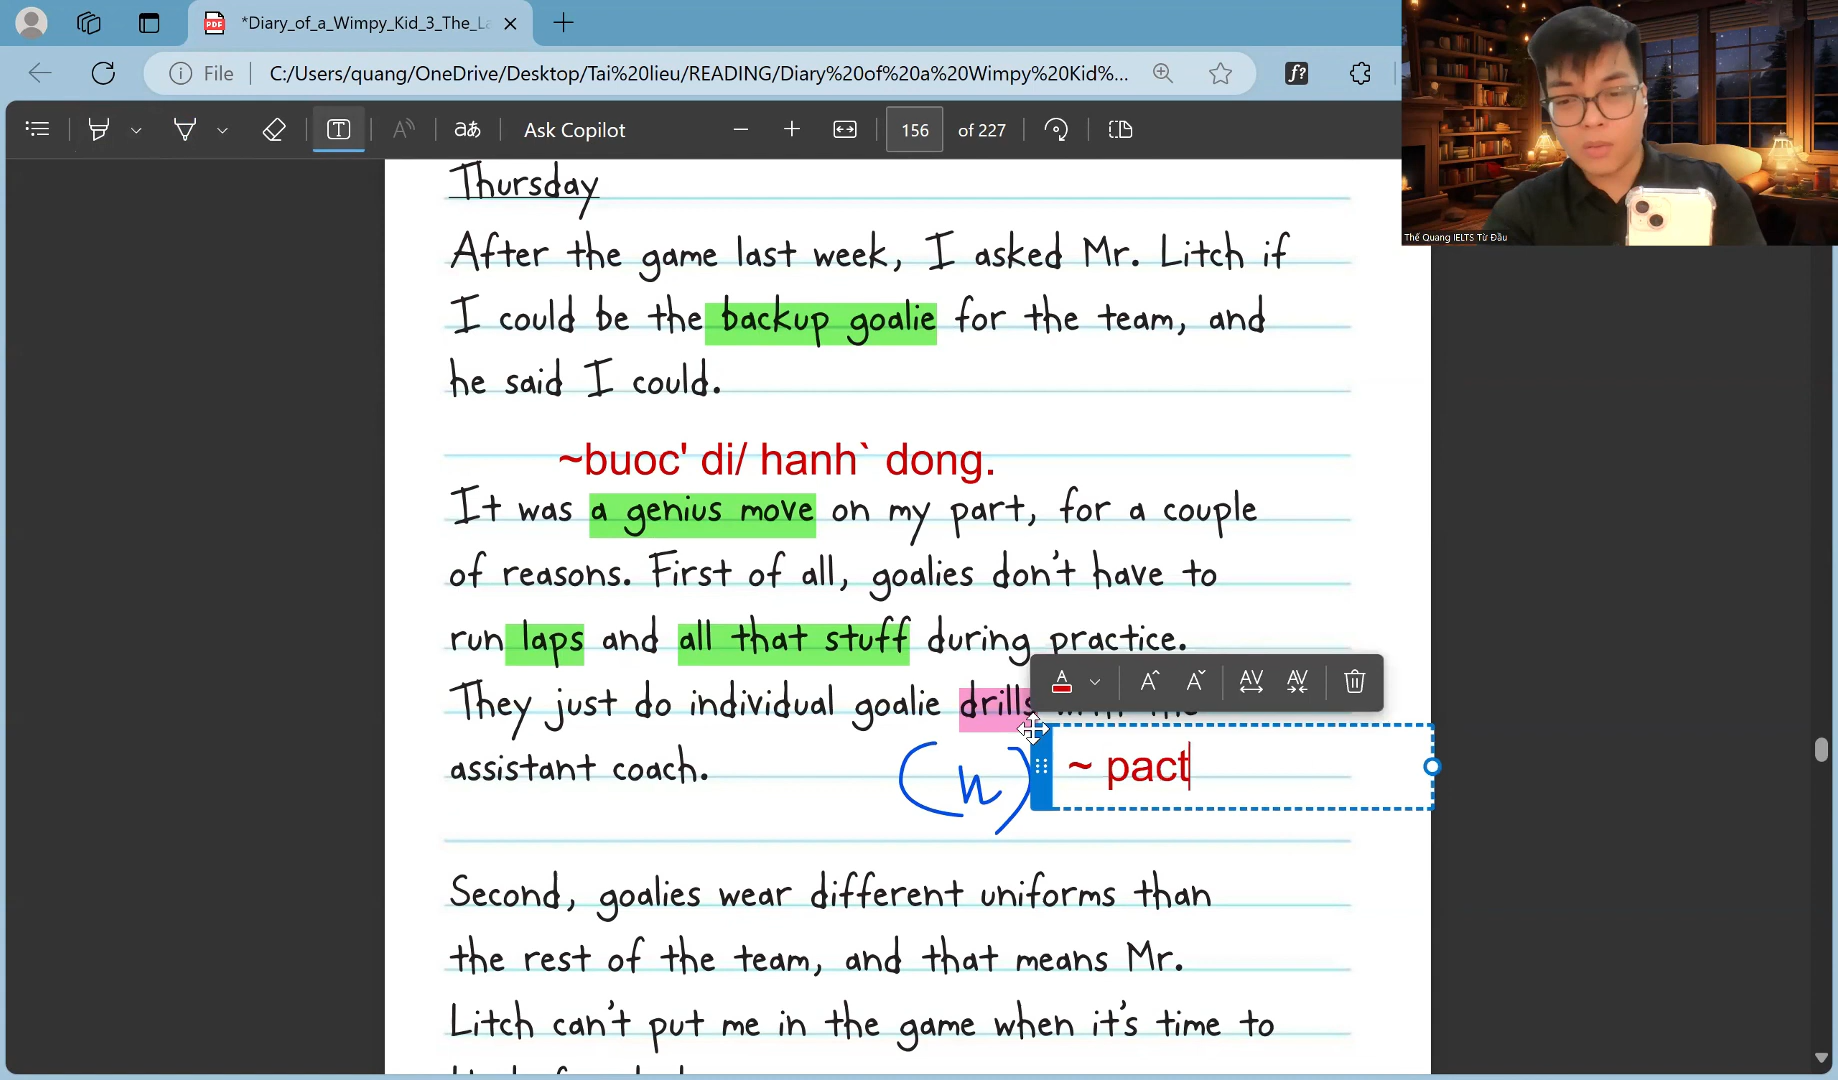 *Diary_of_a_Wimpy_Kid_3_The_La
File
C:/Users/quang/OneDrive/Desktop/Tai%20lieu/READING/Diary%20of%20a%20Wimpy%20Kid%...
Ask Copilot
156 of 227
Thế Quang IELTS Từ Đầu
Thursday
After the game last week, I asked Mr. Litch if
I could be the backup goalie for the team, and
he said I could.
~buoc' di/ hanh` dong.
It was a genius move on my part, for a couple
of reasons. First of all, goalies don't have to
run laps and all that stuff during practice.
They just do individual goalie drills with the
assistant coach.
(n)
~ pact
Second, goalies wear different uniforms than
the rest of the team, and that means Mr.
Litch can't put me in the game when it's time to